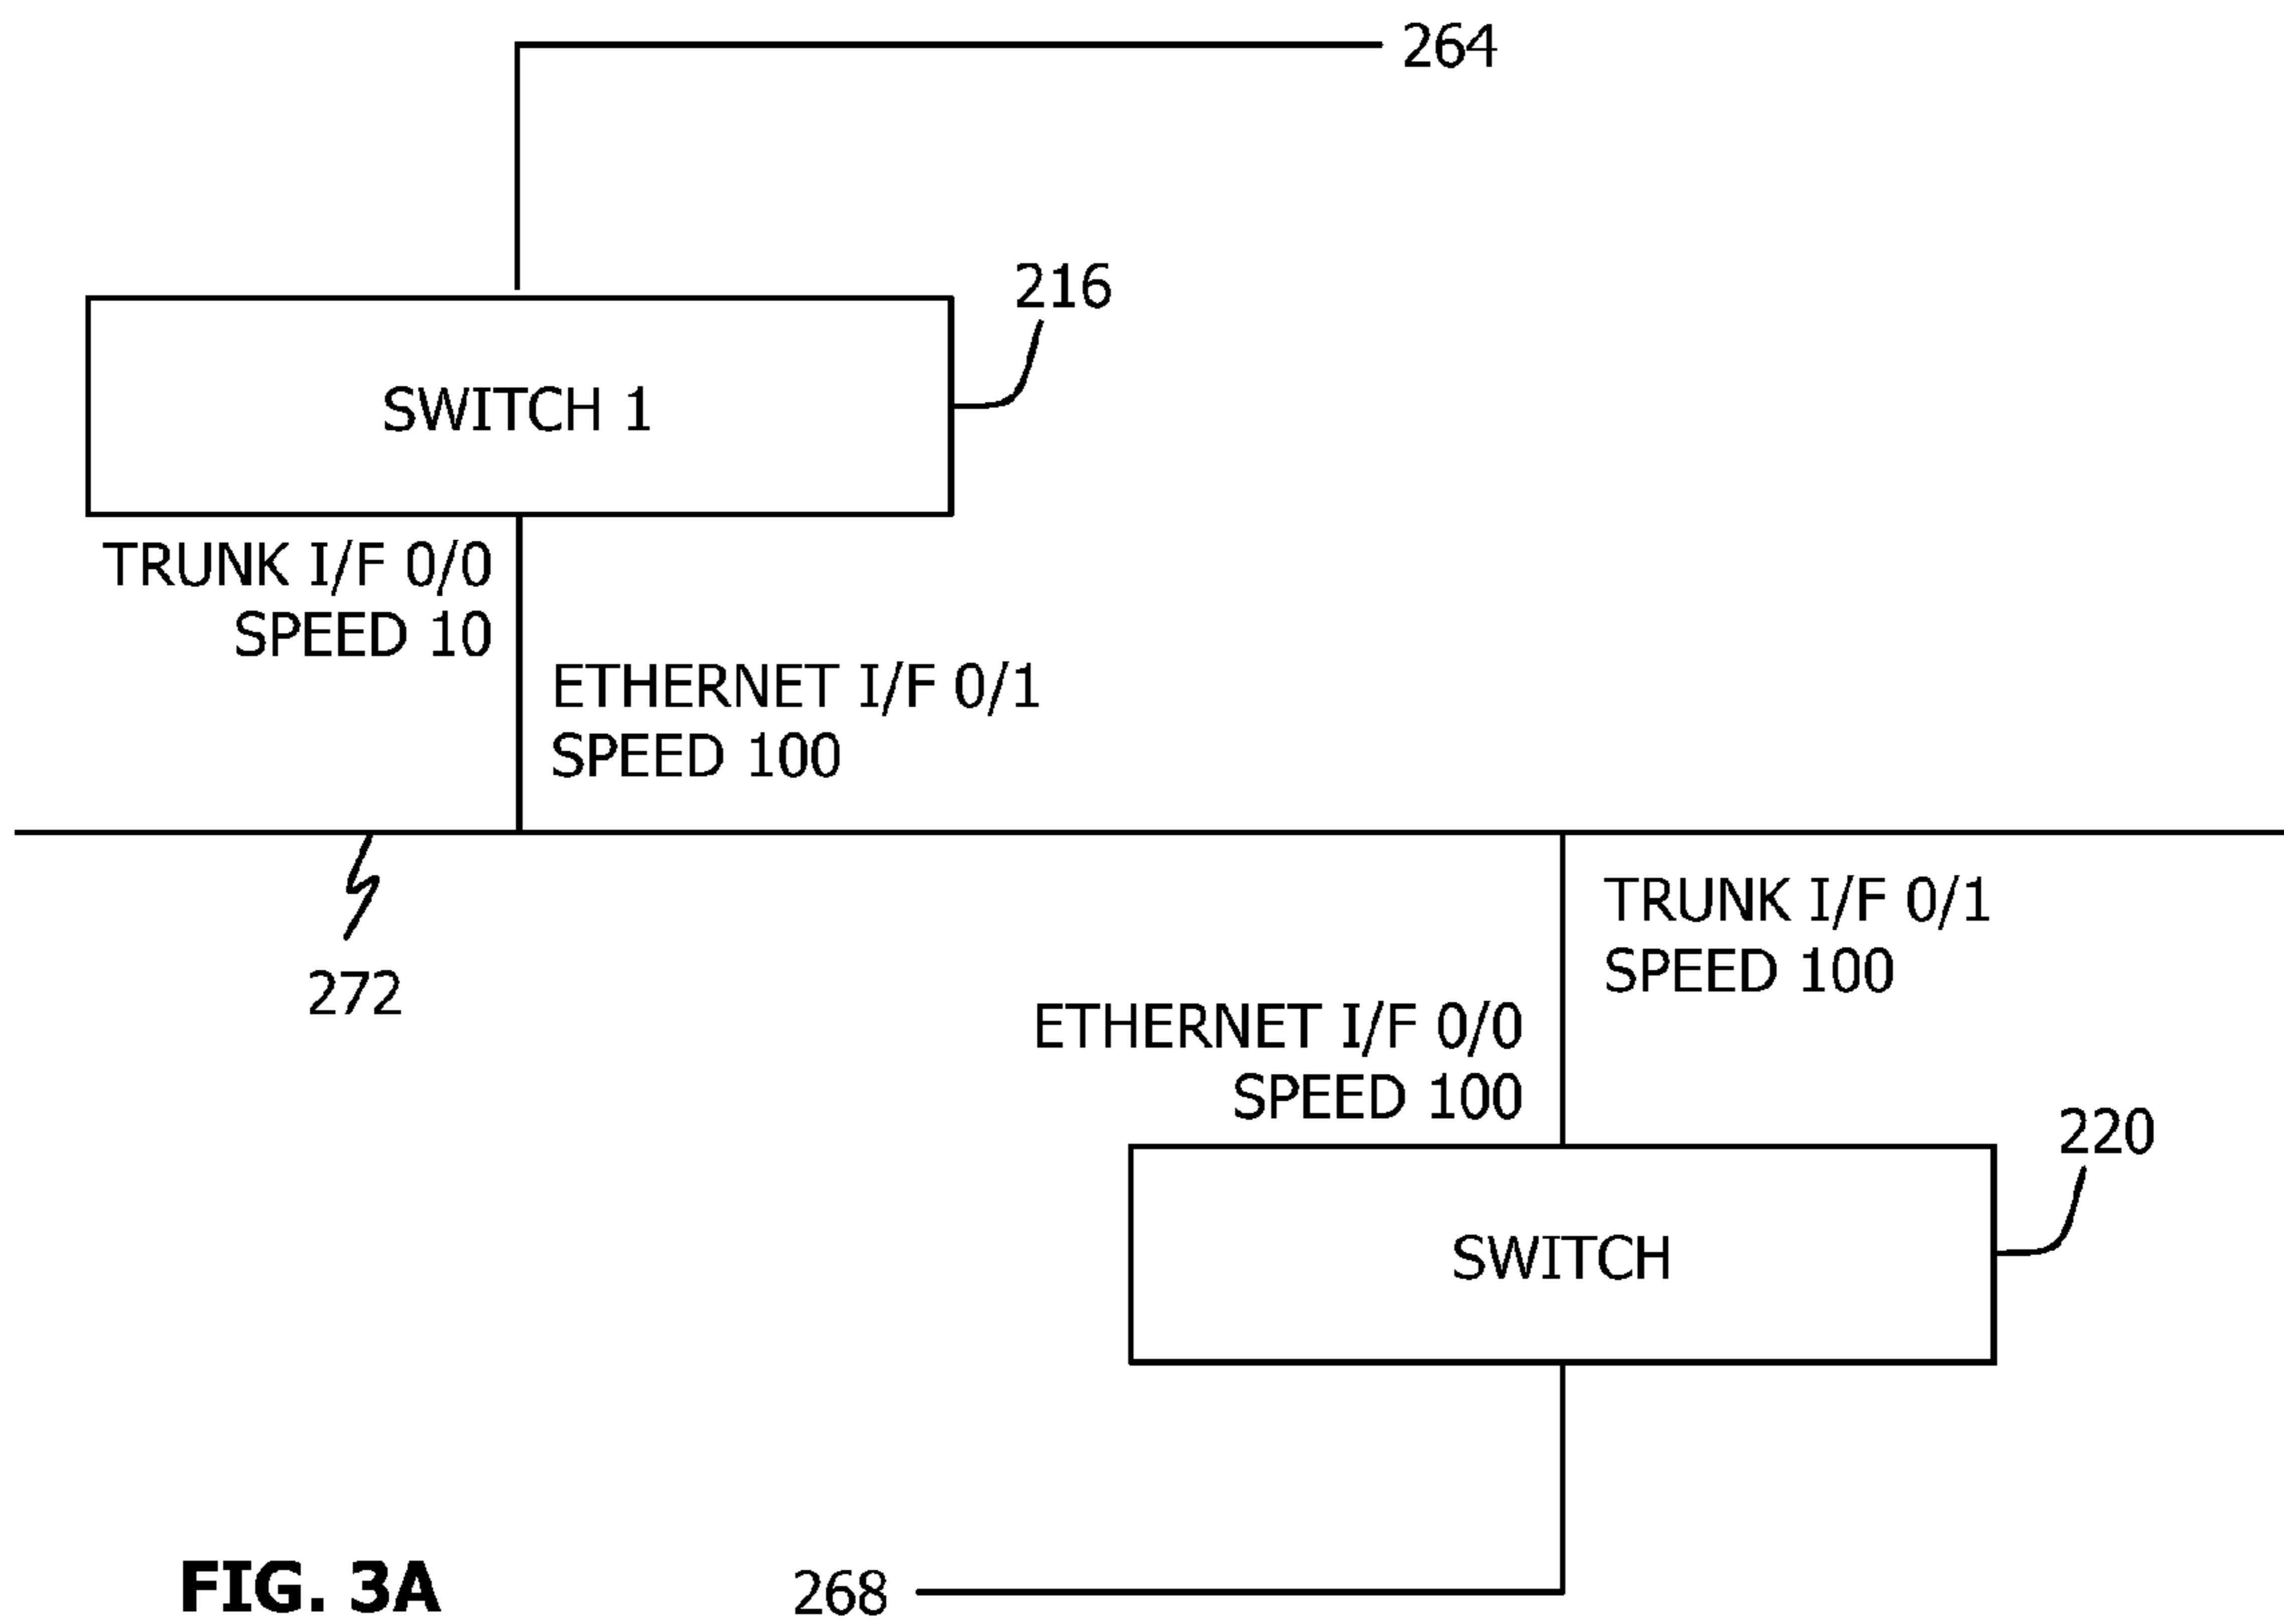 264
216
SWITCH 1
TRUNK I/F 0/0
SPEED 10
ETHERNET I/F 0/1
SPEED 100
272
TRUNK I/F 0/1
SPEED 100
ETHERNET I/F 0/0
SPEED 100
220
SWITCH
268
FIG. 3A